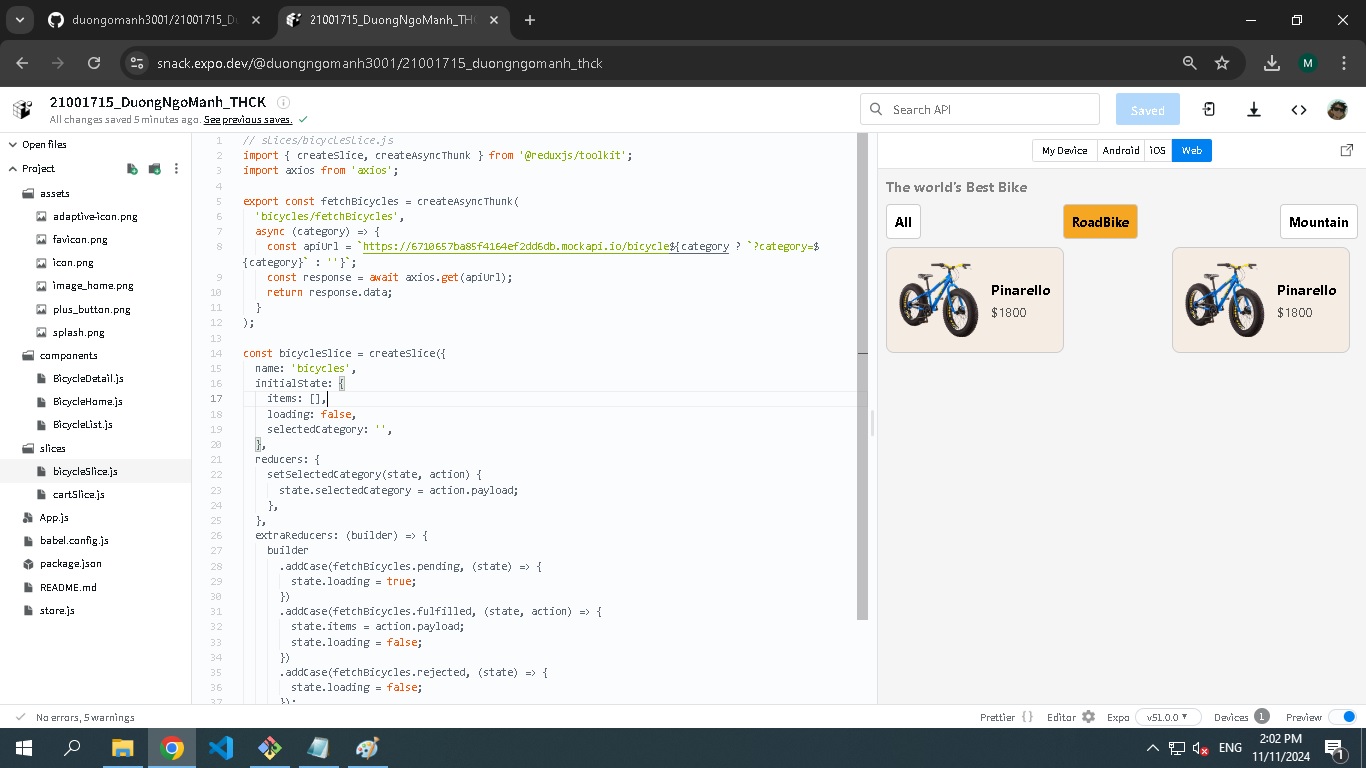 duongomanh3001/21001715_Du
21001715_DuongNgoManh_TH
snack.expo.dev/@duongngomanh3001/21001715_duongngomanh_thck
M
21001715_DuongNgoManh_THCK
All changes saved 5 minutes ago. See previous saves.
Search API
Saved
Open files
Project
assets
adaptive-icon.png
favicon.png
icon.png
image_home.png
plus_button.png
splash.png
components
BicycleDetail.js
BicycleHome.js
BicycleList.js
slices
bicycleSlice.js
cartSlice.js
App.js
babel.config.js
package.json
README.md
store.js
1 // slices/bicycleSlice.js
2 import { createSlice, createAsyncThunk } from '@reduxjs/toolkit';
3 import axios from 'axios';
4
5 export const fetchBicycles = createAsyncThunk(
6 'bicycles/fetchBicycles',
7 async (category) => {
8 const apiUrl = `https://6710657ba85f4164ef2dd6db.mockapi.io/bicycle${category ? `?category=$
{category}` : ''}`;
9 const response = await axios.get(apiUrl);
10 return response.data;
11 }
12 );
13
14 const bicycleSlice = createSlice({
15 name: 'bicycles',
16 initialState: {
17 items: [],
18 loading: false,
19 selectedCategory: '',
20 },
21 reducers: {
22 setSelectedCategory(state, action) {
23 state.selectedCategory = action.payload;
24 },
25 },
26 extraReducers: (builder) => {
27 builder
28 .addCase(fetchBicycles.pending, (state) => {
29 state.loading = true;
30 })
31 .addCase(fetchBicycles.fulfilled, (state, action) => {
32 state.items = action.payload;
33 state.loading = false;
34 })
35 .addCase(fetchBicycles.rejected, (state) => {
36 state.loading = false;
37 });
My Device Android iOS Web
The world's Best Bike
All RoadBike Mountain
Pinarello
$1800
Pinarello
$1800
No errors, 5 warnings
Prettier {} Editor Expo v51.0.0 Devices 1 Preview
ENG
2:02 PM
11/11/2024
1